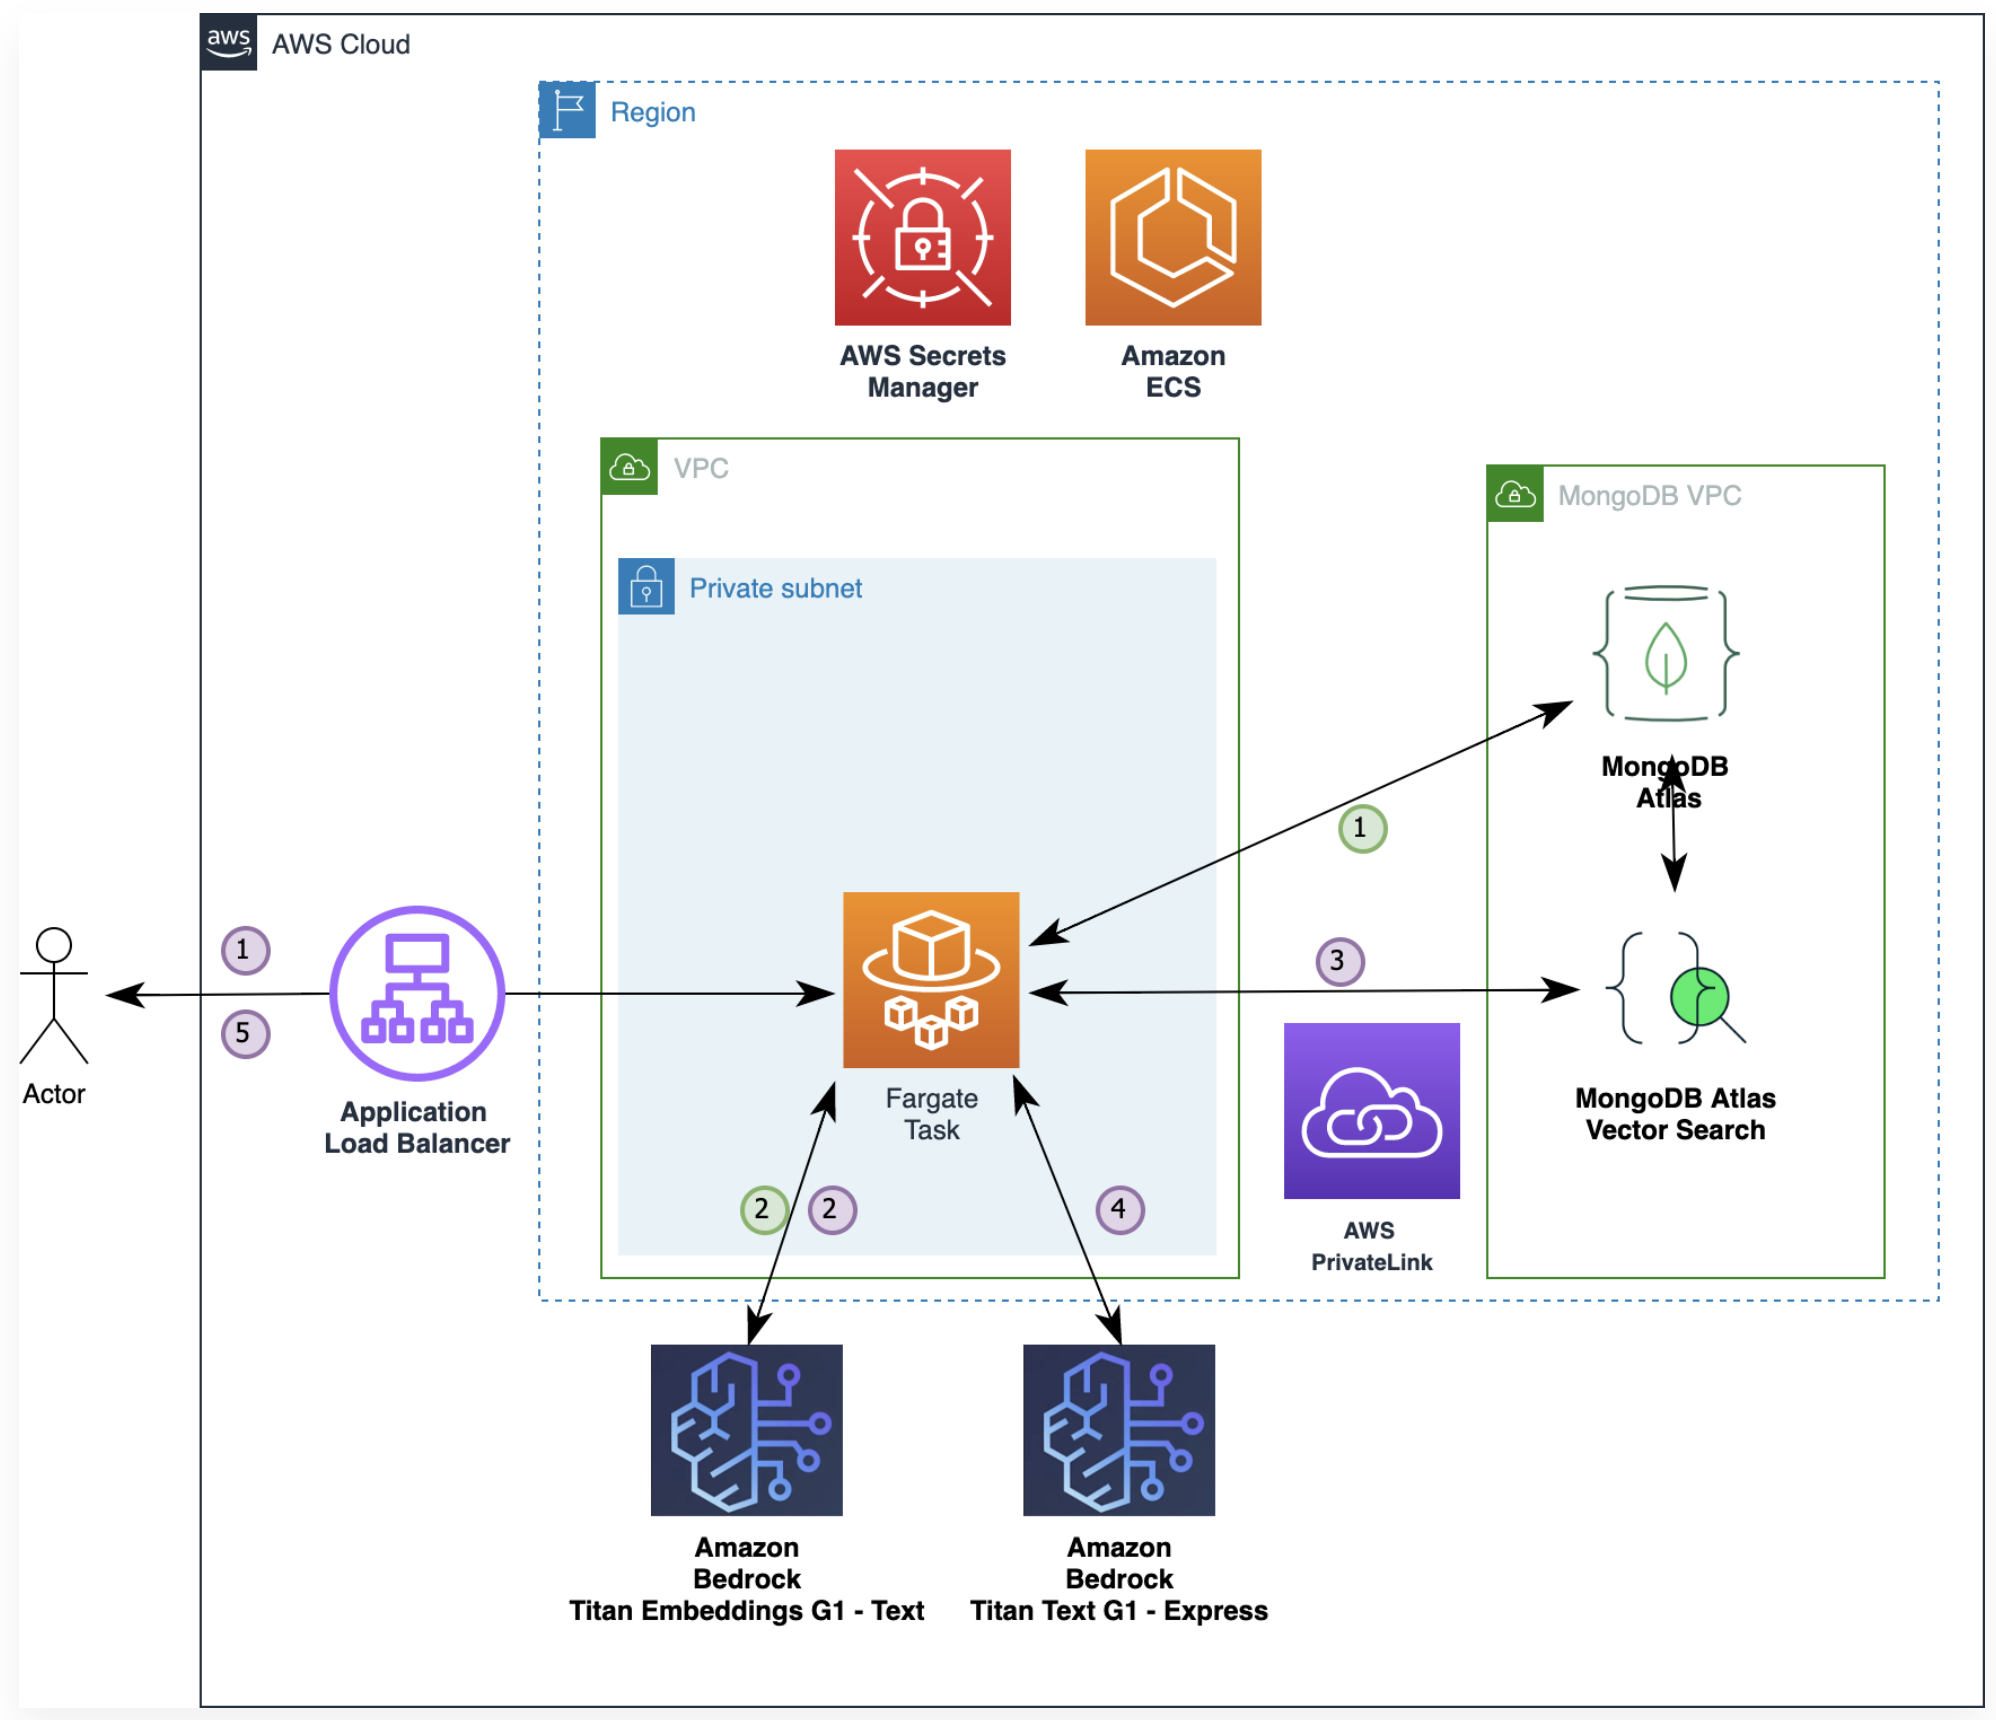 aws
AWS Cloud
Region
AWS Secrets
Manager
Amazon
ECS
VPC
MongoDB VPC
Private subnet
MongoDB
Atlas
1
1
3
5
Actor
Application
Load Balancer
Fargate
Task
MongoDB Atlas
Vector Search
2
2
4
AWS
PrivateLink
Amazon
Bedrock
Titan Embeddings G1 - Text
Amazon
Bedrock
Titan Text G1 - Express